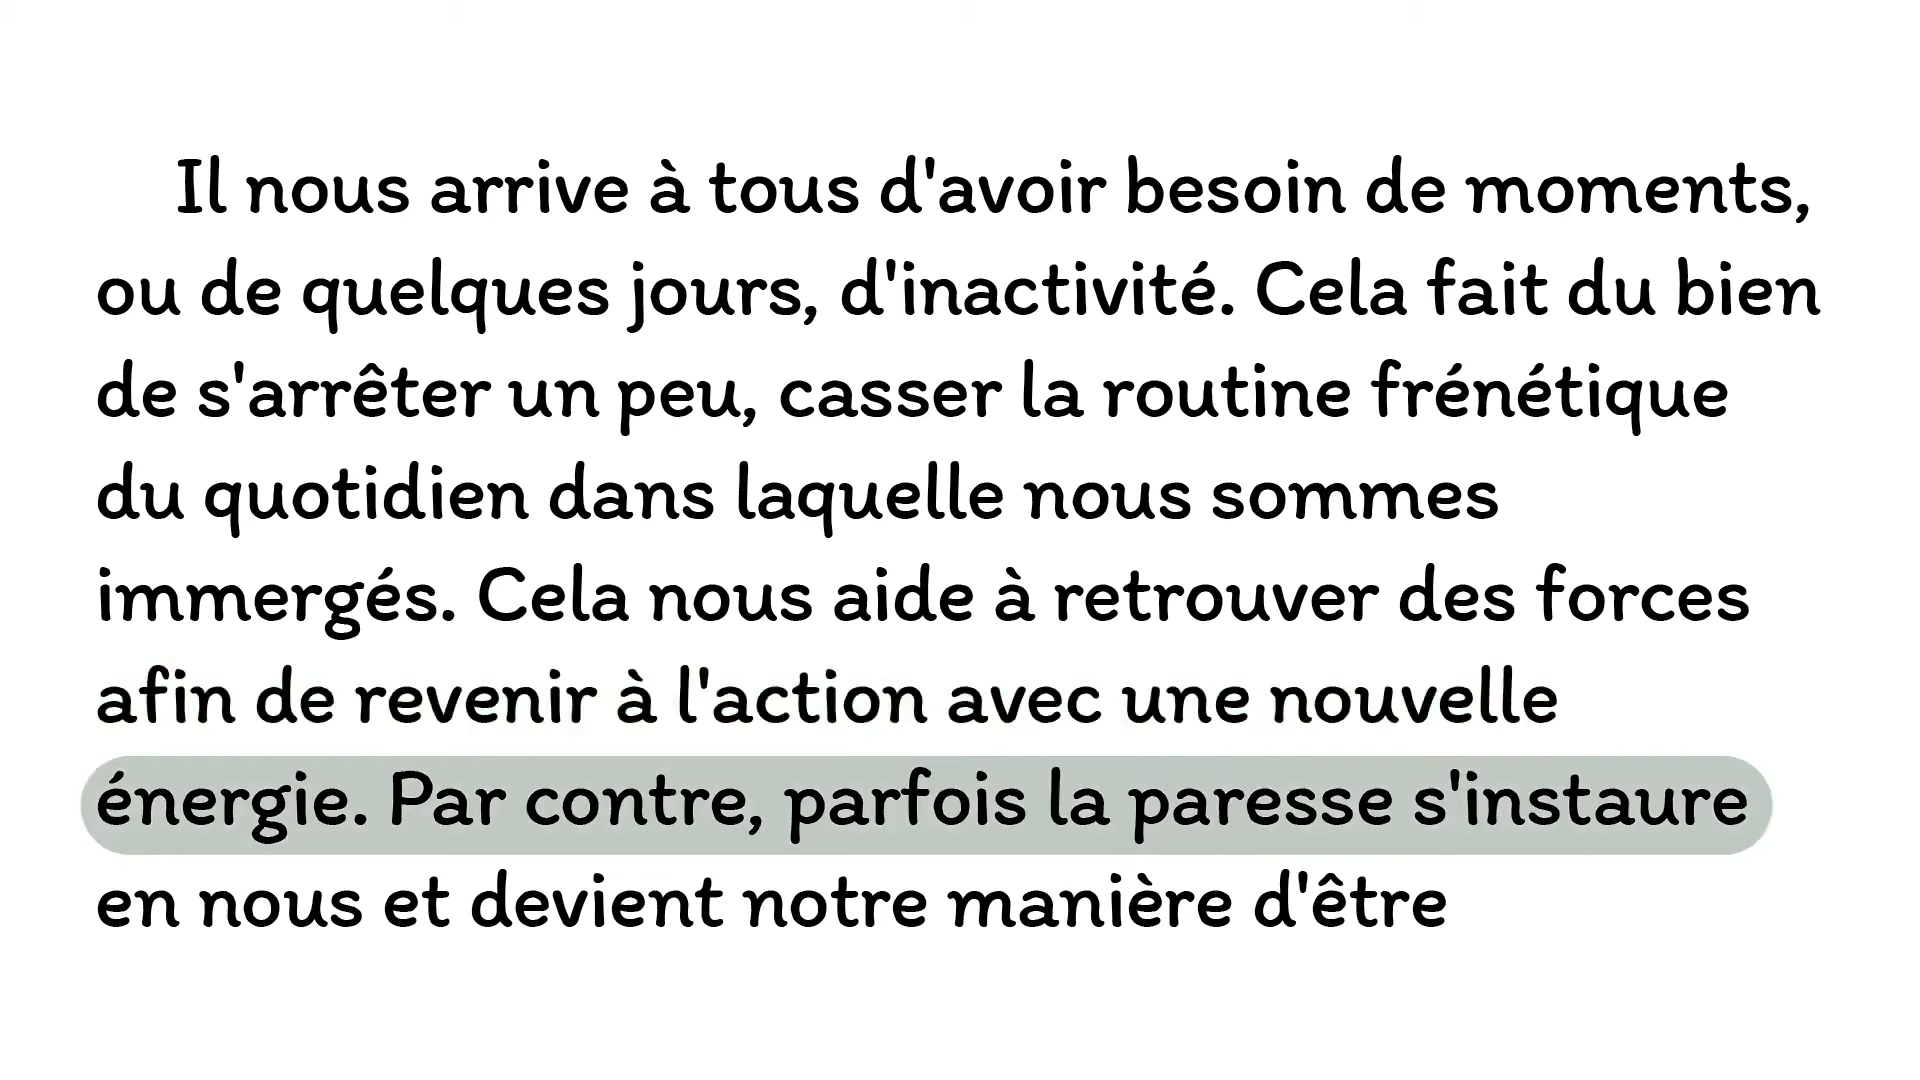 Il nous arrive à tous d'avoir besoin de moments,
ou de quelques jours, d'inactivité. Cela fait du bien
de s'arrêter un peu, casser la routine frénétique
du quotidien dans laquelle nous sommes
immergés. Cela nous aide à retrouver des forces
afin de revenir à l'action avec une nouvelle
énergie. Par contre, parfois la paresse s'instaure
en nous et devient notre manière d'être